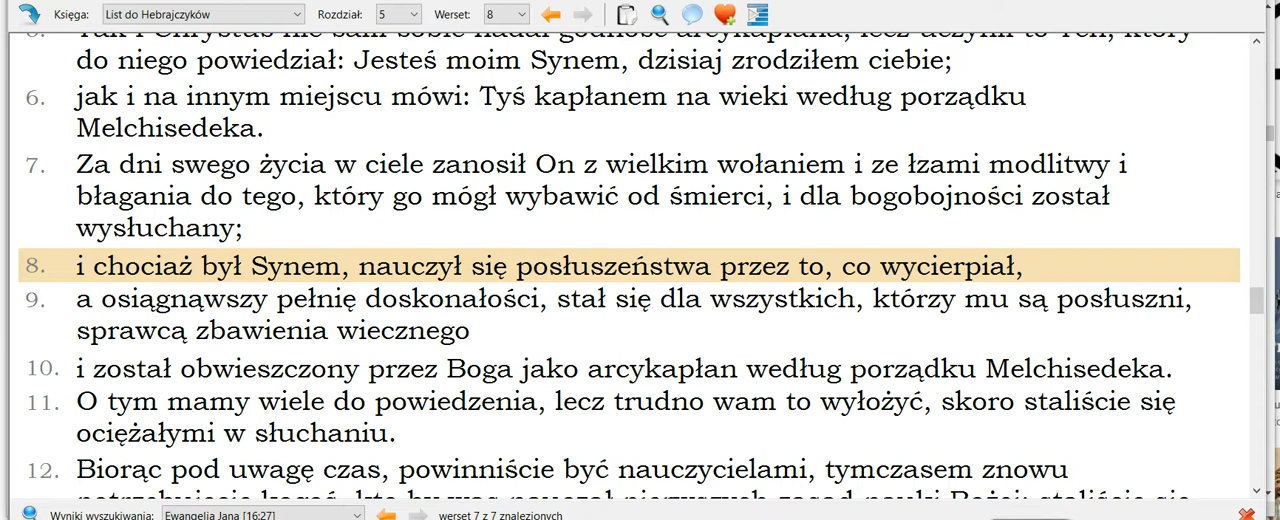 Księga: List do Hebrajczyków Rozdział: 5 Werset: 8
do niego powiedział: Jesteś moim Synem, dzisiaj zrodziłem ciebie;
6. jak i na innym miejscu mówi: Tyś kapłanem na wieki według porządku
Melchisedeka.
7. Za dni swego życia w ciele zanosił On z wielkim wołaniem i ze łzami modlitwy i
błagania do tego, który go mógł wybawić od śmierci, i dla bogobojności został
wysłuchany;
8. i chociaż był Synem, nauczył się posłuszeństwa przez to, co wycierpiał,
9. a osiągnąwszy pełnię doskonałości, stał się dla wszystkich, którzy mu są posłuszni,
sprawcą zbawienia wiecznego
10. i został obwieszczony przez Boga jako arcykapłan według porządku Melchisedeka.
11. O tym mamy wiele do powiedzenia, lecz trudno wam to wyłożyć, skoro staliście się
ociężałymi w słuchaniu.
12. Biorąc pod uwagę czas, powinniście być nauczycielami, tymczasem znowu
Wyniki wyszukiwania: Ewangelia Jana [16:27] werset 7 z 7 znalezionych